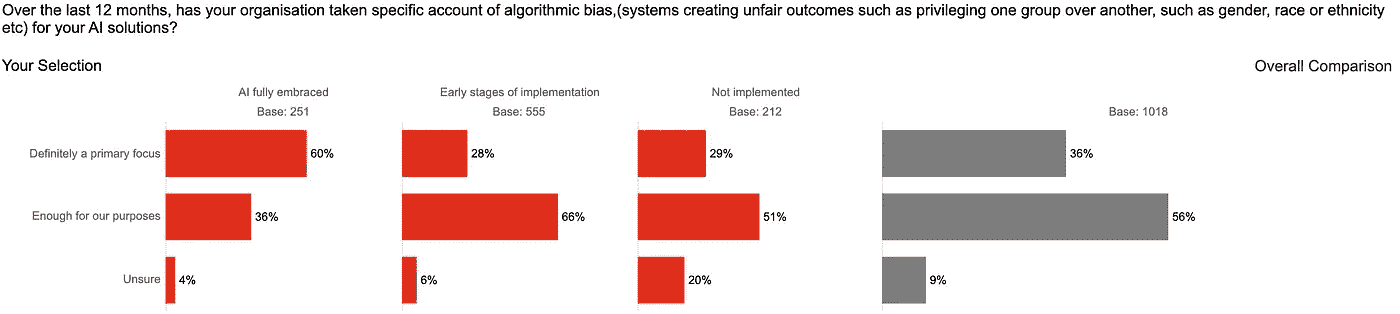 Over the last 12 months, has your organisation taken specific account of algorithmic bias,(systems creating unfair outcomes such as privileging one group over another, such as gender, race or ethnicity
etc) for your AI solutions?
Your Selection
Overall Comparison
AI fully embraced
Early stages of implementation
Not implemented
Base: 251
Base: 555
Base: 212
Base: 1018
Definitely a primary focus
60%
28%
29%
36%
Enough for our purposes
36%
66%
51%
56%
Unsure
4%
6%
20%
9%